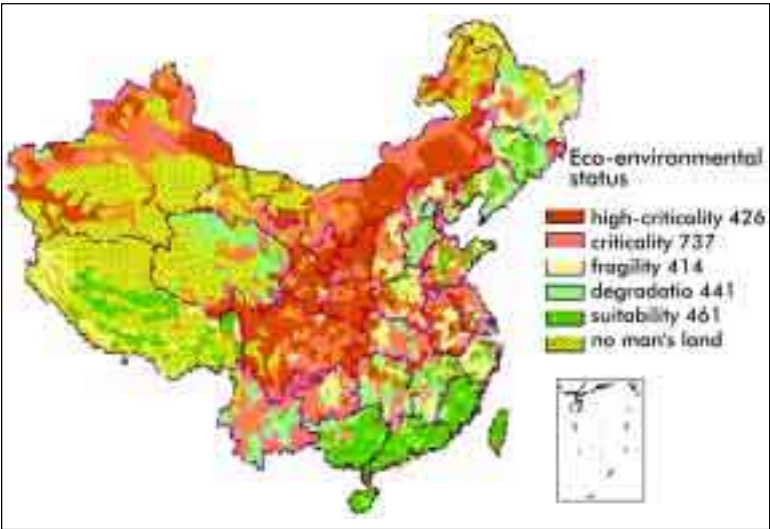 Eco-environmental
status
high-criticality 426
criticality 737
fragility 414
degradatio 441
suitability 461
no man's land